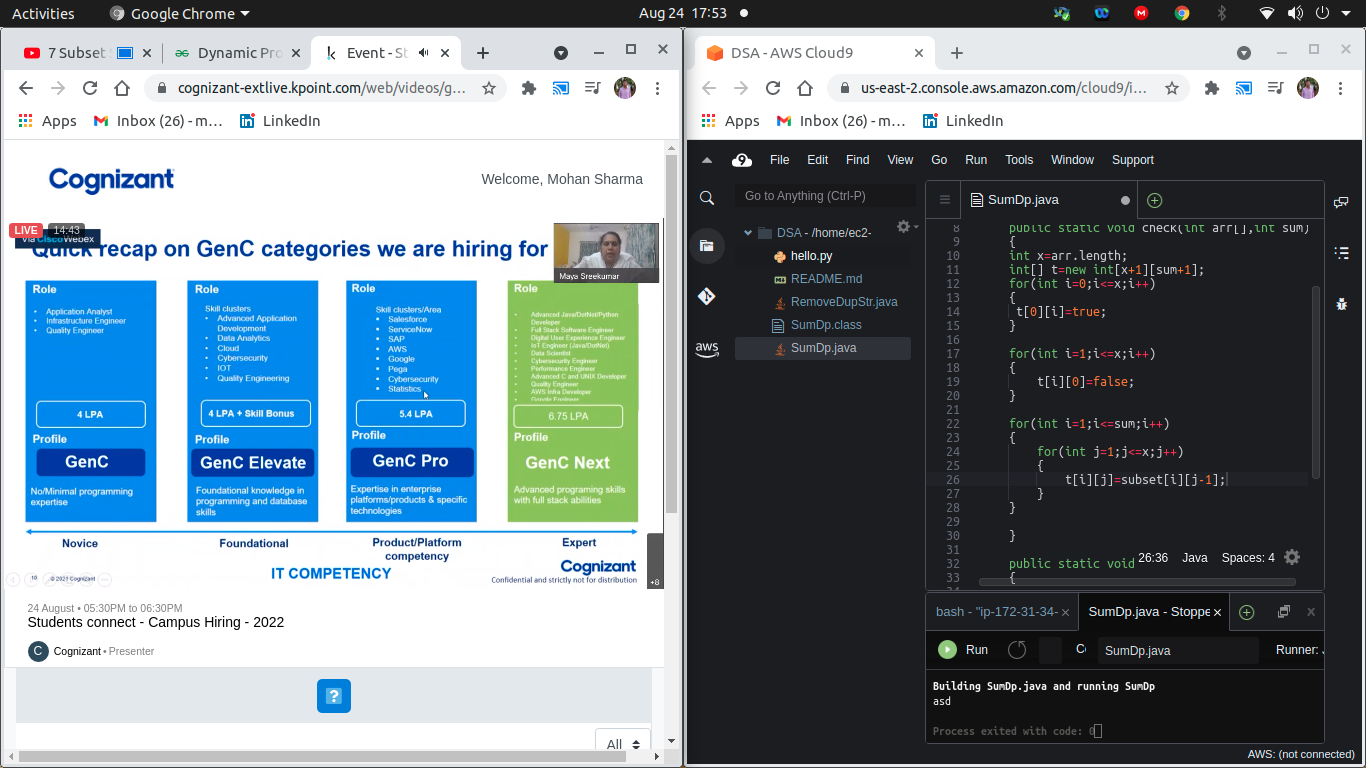 Activities
Google Chrome
Aug 24 17:53
7 Subset S
Dynamic Pro
Event - St
cognizant-extlive.kpoint.com/web/videos/g…
Apps
Inbox (26) - m…
LinkedIn
Cognizant
Welcome, Mohan Sharma
LIVE
14:43
Via Cisco Webex
Quick recap on GenC categories we are hiring for
Maya Sreekumar
Role
Application Analyst
Infrastructure Engineer
Quality Engineer
4 LPA
Profile
GenC
No/Minimal programming
expertise
Role
Skill clusters
Advanced Application
Development
Data Analytics
Cloud
Cybersecurity
IOT
Quality Engineering
4 LPA + Skill Bonus
Profile
GenC Elevate
Foundational knowledge in
programming and database
skills
Role
Skill clusters/Area
Salesforce
ServiceNow
SAP
AWS
Google
Pega
Cybersecurity
Statistics
5.4 LPA
Profile
GenC Pro
Expertise in enterprise
platforms/products & specific
technologies
Role
Advanced Java/DotNet/Python
Developer
Full Stack Software Engineer
Digital User Experience Engineer
IoT Engineer (Java/DotNet)
Data Scientist
Cybersecurity Engineer
Performance Engineer
Advanced C and UNIX Developer
Quality Engineer
AWS Infra Developer
Google Engineer
6.75 LPA
Profile
GenC Next
Advanced programing skills
with full stack abilities
Novice
Foundational
Product/Platform
competency
Expert
IT COMPETENCY
Cognizant
Confidential and strictly not for distribution
10
© 2021 Cognizant
+8
24 August • 05:30PM to 06:30PM
Students connect - Campus Hiring - 2022
C
Cognizant • Presenter
?
All
DSA - AWS Cloud9
us-east-2.console.aws.amazon.com/cloud9/i…
Apps
Inbox (26) - m…
LinkedIn
9
File Edit Find View Go Run Tools Window Support
Go to Anything (Ctrl-P)
DSA - /home/ec2-
hello.py
README.md
RemoveDupStr.java
SumDp.class
SumDp.java
aws
SumDp.java
8 public static void check(int arr[],int sum)
9 {
10 int x=arr.length;
11 int[] t=new int[x+1][sum+1];
12 for(int i=0;i<=x;i++)
13 {
14 t[0][i]=true;
15 }
16
17 for(int i=1;i<=x;i++)
18 {
19 t[i][0]=false;
20 }
21
22 for(int i=1;i<=sum;i++)
23 {
24 for(int j=1;j<=x;j++)
25 {
26 t[i][j]=subset[i][j-1];
27 }
28 }
29
30 }
31
32 public static void
33 {
26:36 Java Spaces: 4
bash - "ip-172-31-34-
SumDp.java - Stoppe
Run
SumDp.java
Runner:
Building SumDp.java and running SumDp
asd
Process exited with code: 0
AWS: (not connected)